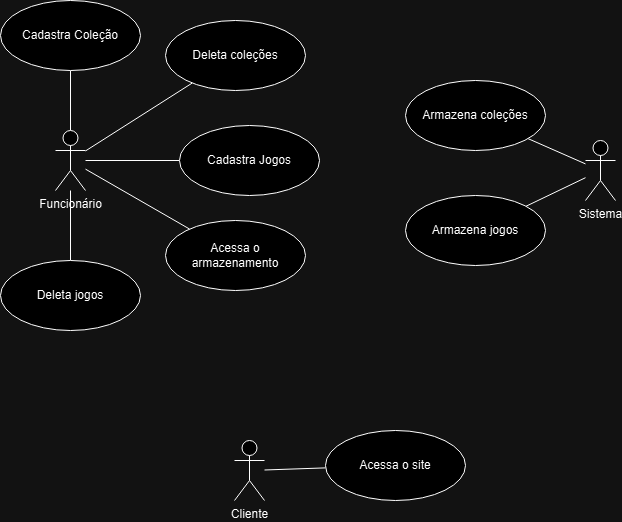 Cadastra Coleção
Deleta coleções
Armazena coleções
Cadastra Jogos
Funcionário
Sistema
Armazena jogos
Acessa o
armazenamento
Deleta jogos
Acessa o site
Cliente